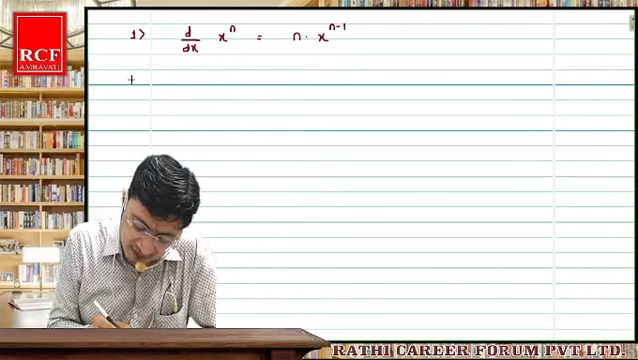 RCF
AMRAVATI
1> d/dx x^n = n · x^(n-1)
RATHI CAREER FORUM PVT LTD.